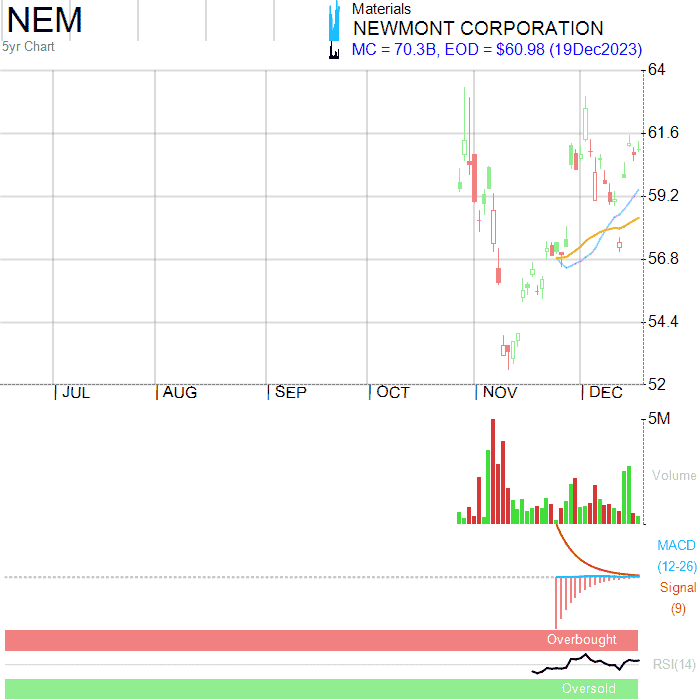 NEM
5yr Chart
Materials
NEWMONT CORPORATION
MC = 70.3B, EOD = $60.98 (19Dec2023)
64
61.6
59.2
56.8
54.4
52
JUL AUG SEP OCT NOV DEC
5M
Volume
MACD
(12-26)
Signal
(9)
Overbought
RSI(14)
Oversold